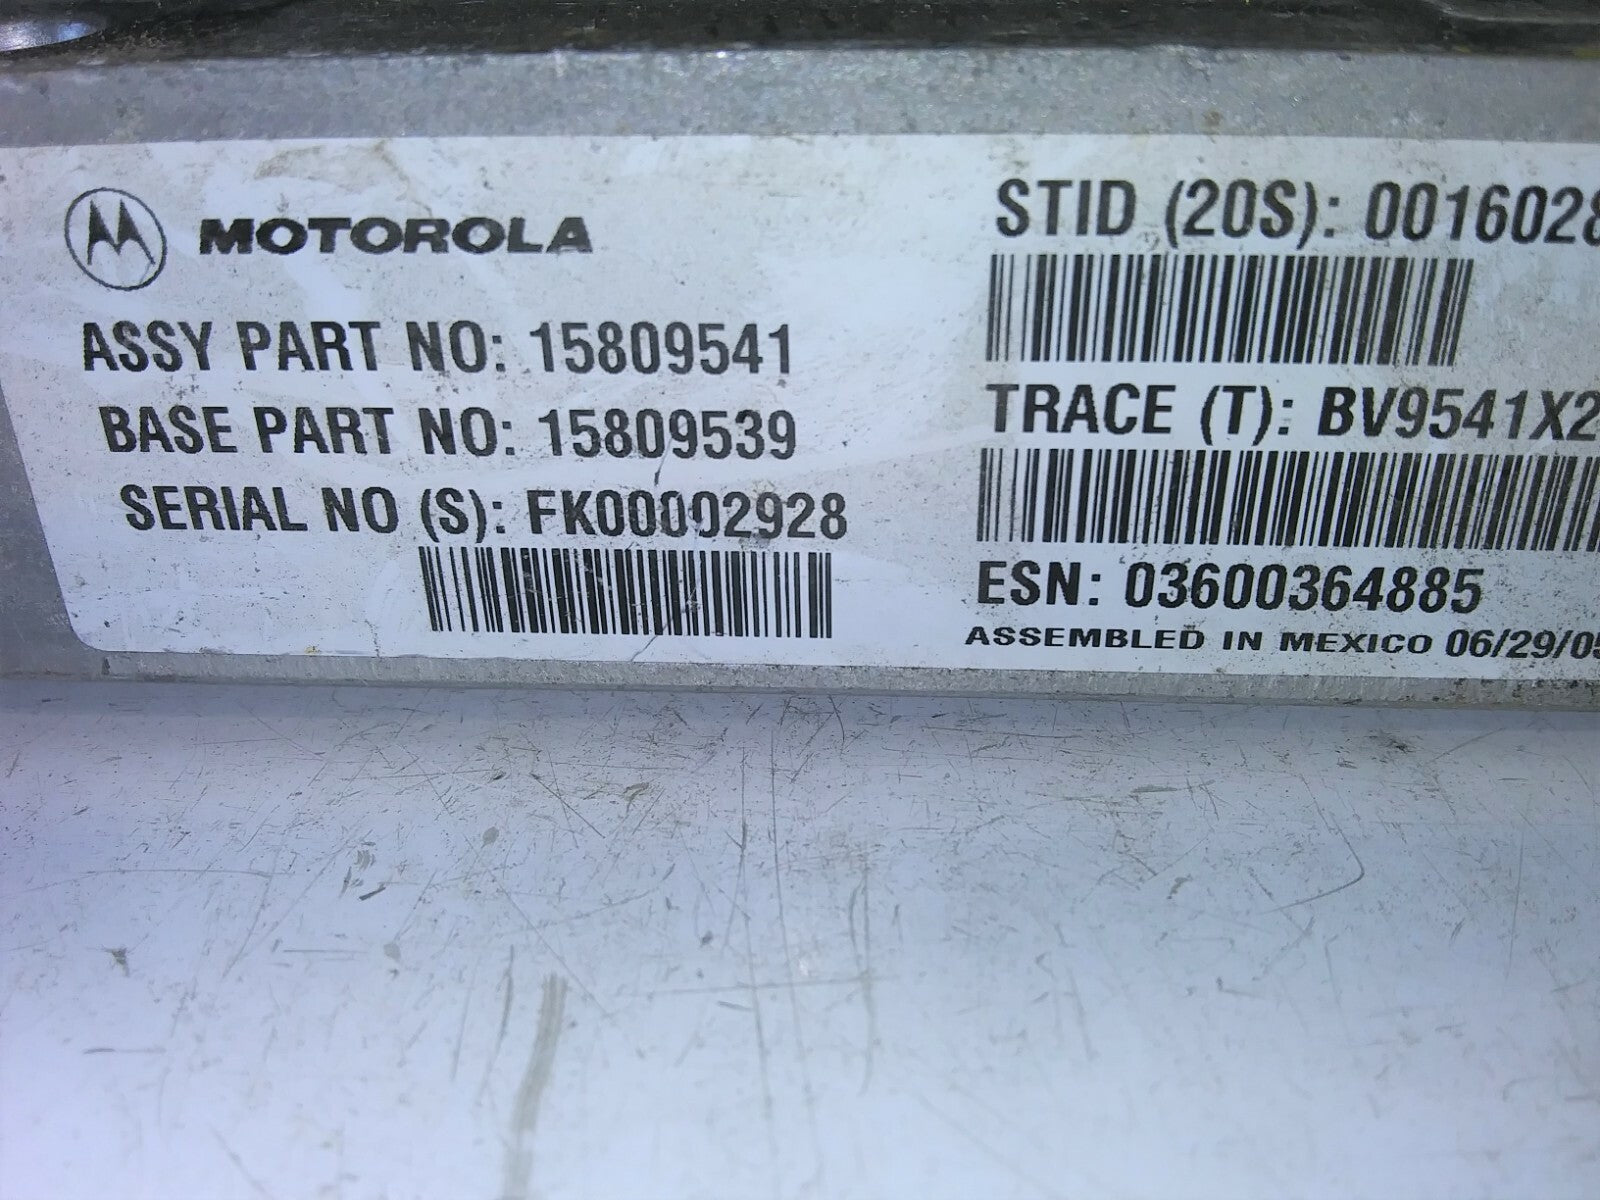 MOTOROLA
ASSY PART NO: 15809541
BASE PART NO: 15809539
SERIAL NO (S): FK00002928
STID (20S): 0016028
TRACE (T): BV9541X2
ESN: 03600364885
ASSEMBLED IN MEXICO 06/29/05